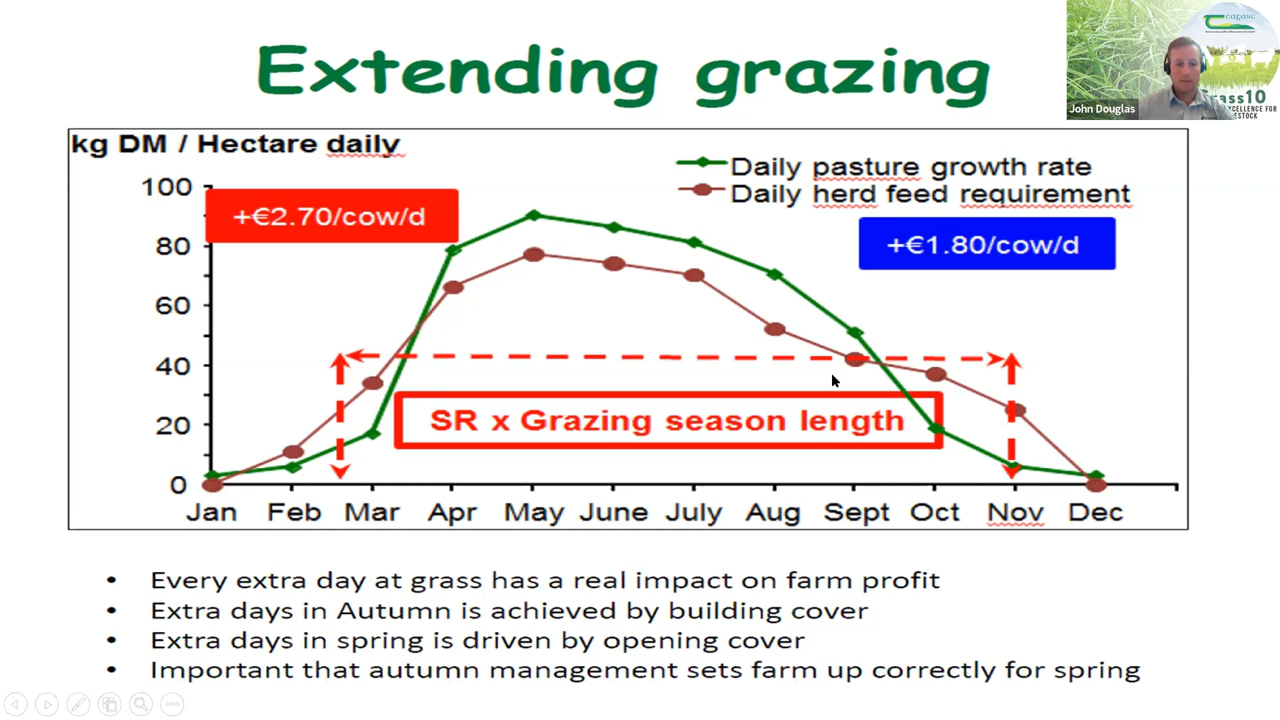 Extending grazing
teagasc
John Douglas
Grass10
EXCELLENCE FOR
kg DM / Hectare daily
Daily pasture growth rate
Daily herd feed requirement
+€2.70/cow/d
+€1.80/cow/d
100
80
60
40
20
0
SR x Grazing season length
Jan Feb Mar Apr May June July Aug Sept Oct Nov Dec
• Every extra day at grass has a real impact on farm profit
• Extra days in Autumn is achieved by building cover
• Extra days in spring is driven by opening cover
• Important that autumn management sets farm up correctly for spring